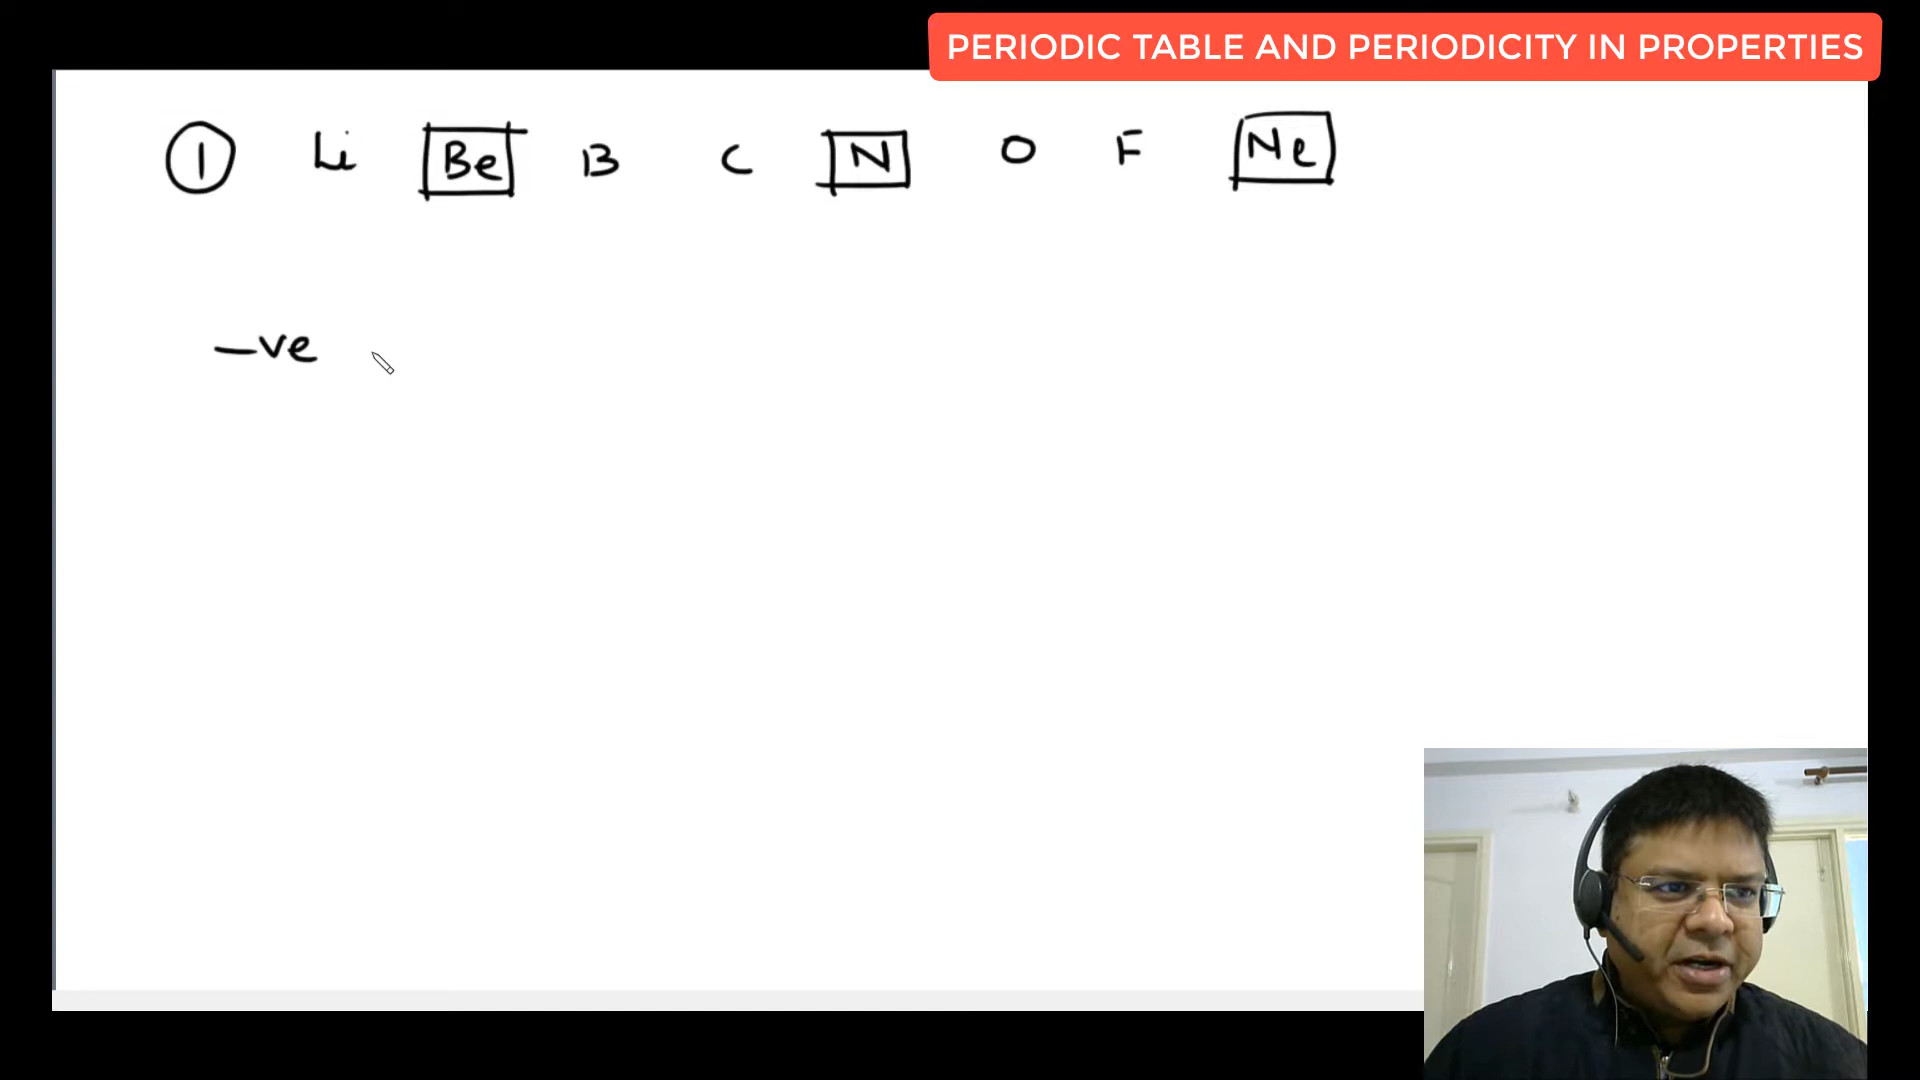 PERIODIC TABLE AND PERIODICITY IN PROPERTIES
1 Li Be B C N O F Ne
-ve